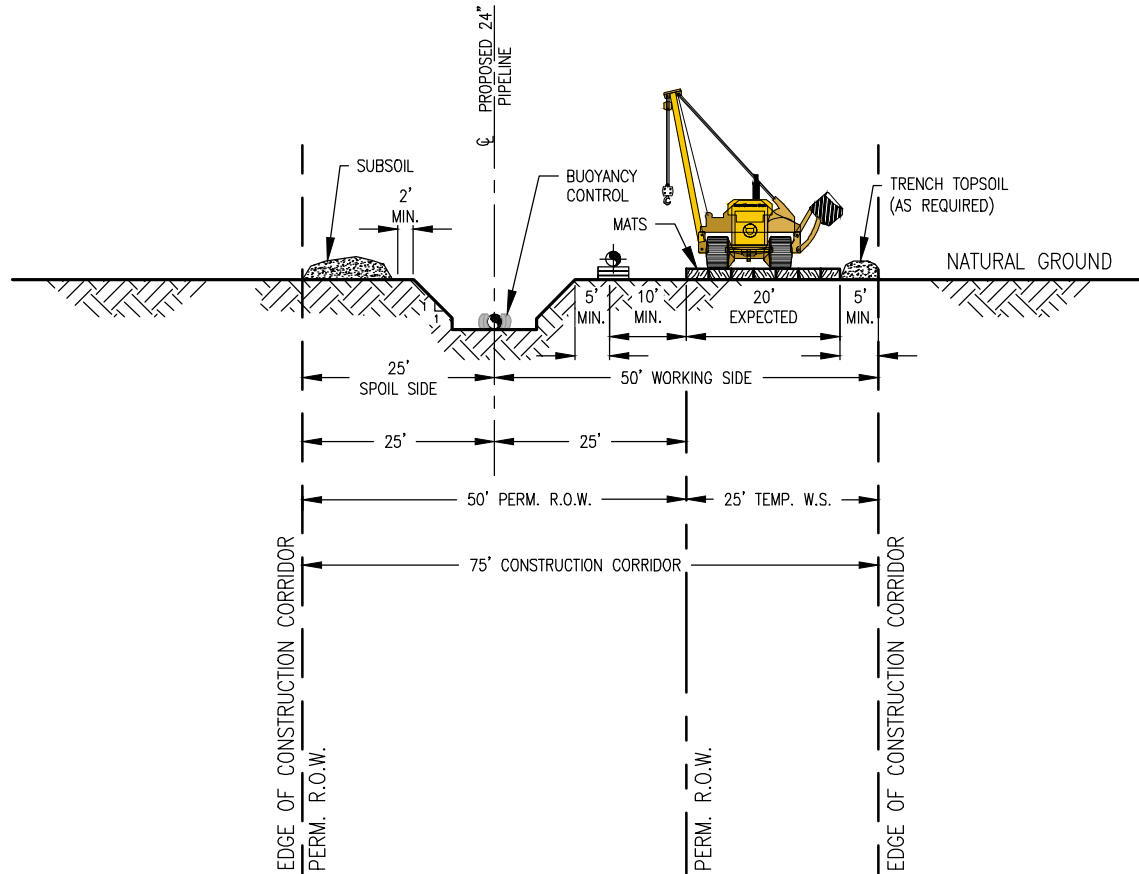 ℄ PROPOSED 24"
PIPELINE
SUBSOIL
2'
MIN.
BUOYANCY
CONTROL
MATS
TRENCH TOPSOIL
(AS REQUIRED)
NATURAL GROUND
1
1
5'
MIN.
10'
MIN.
20'
EXPECTED
5'
MIN.
25'
SPOIL SIDE
50' WORKING SIDE
25'
25'
50' PERM. R.O.W.
25' TEMP. W.S.
75' CONSTRUCTION CORRIDOR
EDGE OF CONSTRUCTION CORRIDOR
PERM. R.O.W.
PERM. R.O.W.
EDGE OF CONSTRUCTION CORRIDOR